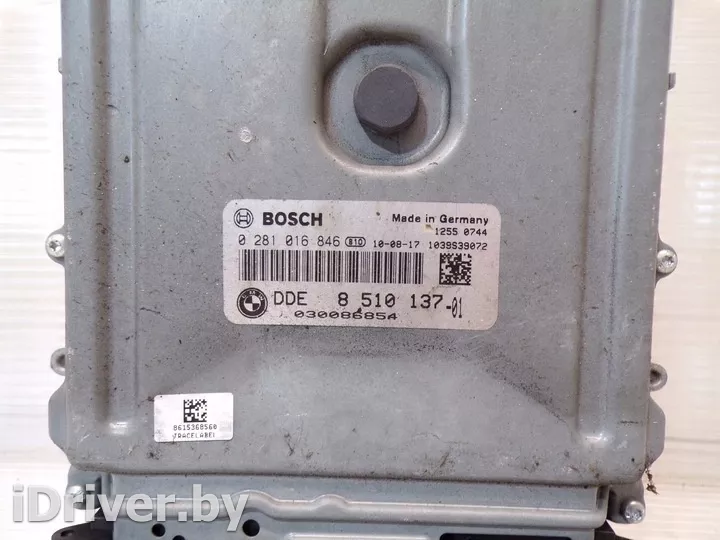 BOSCH
Made in Germany
1255 0744
0 281 016 846 810 10-08-17 1039S39072
DDE 8 510 137-01
030086854
8615368560
TRACELABEL
iDriver.by